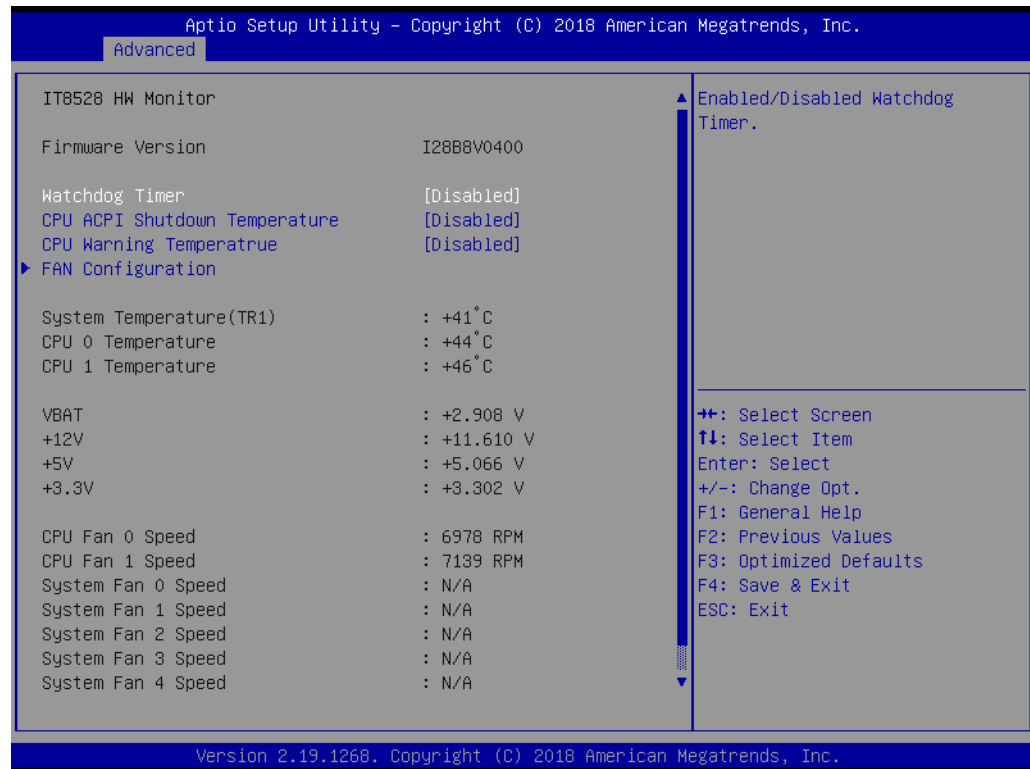 Aptio Setup Utility – Copyright (C) 2018 American Megatrends, Inc.
Advanced
IT8528 HW Monitor
Firmware Version I28B8V0400
Watchdog Timer [Disabled]
CPU ACPI Shutdown Temperature [Disabled]
CPU Warning Temperatrue [Disabled]
FAN Configuration
System Temperature(TR1) : +41°C
CPU 0 Temperature : +44°C
CPU 1 Temperature : +46°C
VBAT : +2.908 V
+12V : +11.610 V
+5V : +5.066 V
+3.3V : +3.302 V
CPU Fan 0 Speed : 6978 RPM
CPU Fan 1 Speed : 7139 RPM
System Fan 0 Speed : N/A
System Fan 1 Speed : N/A
System Fan 2 Speed : N/A
System Fan 3 Speed : N/A
System Fan 4 Speed : N/A
Enabled/Disabled Watchdog
Timer.
→←: Select Screen
↑↓: Select Item
Enter: Select
+/-: Change Opt.
F1: General Help
F2: Previous Values
F3: Optimized Defaults
F4: Save & Exit
ESC: Exit
Version 2.19.1268. Copyright (C) 2018 American Megatrends, Inc.